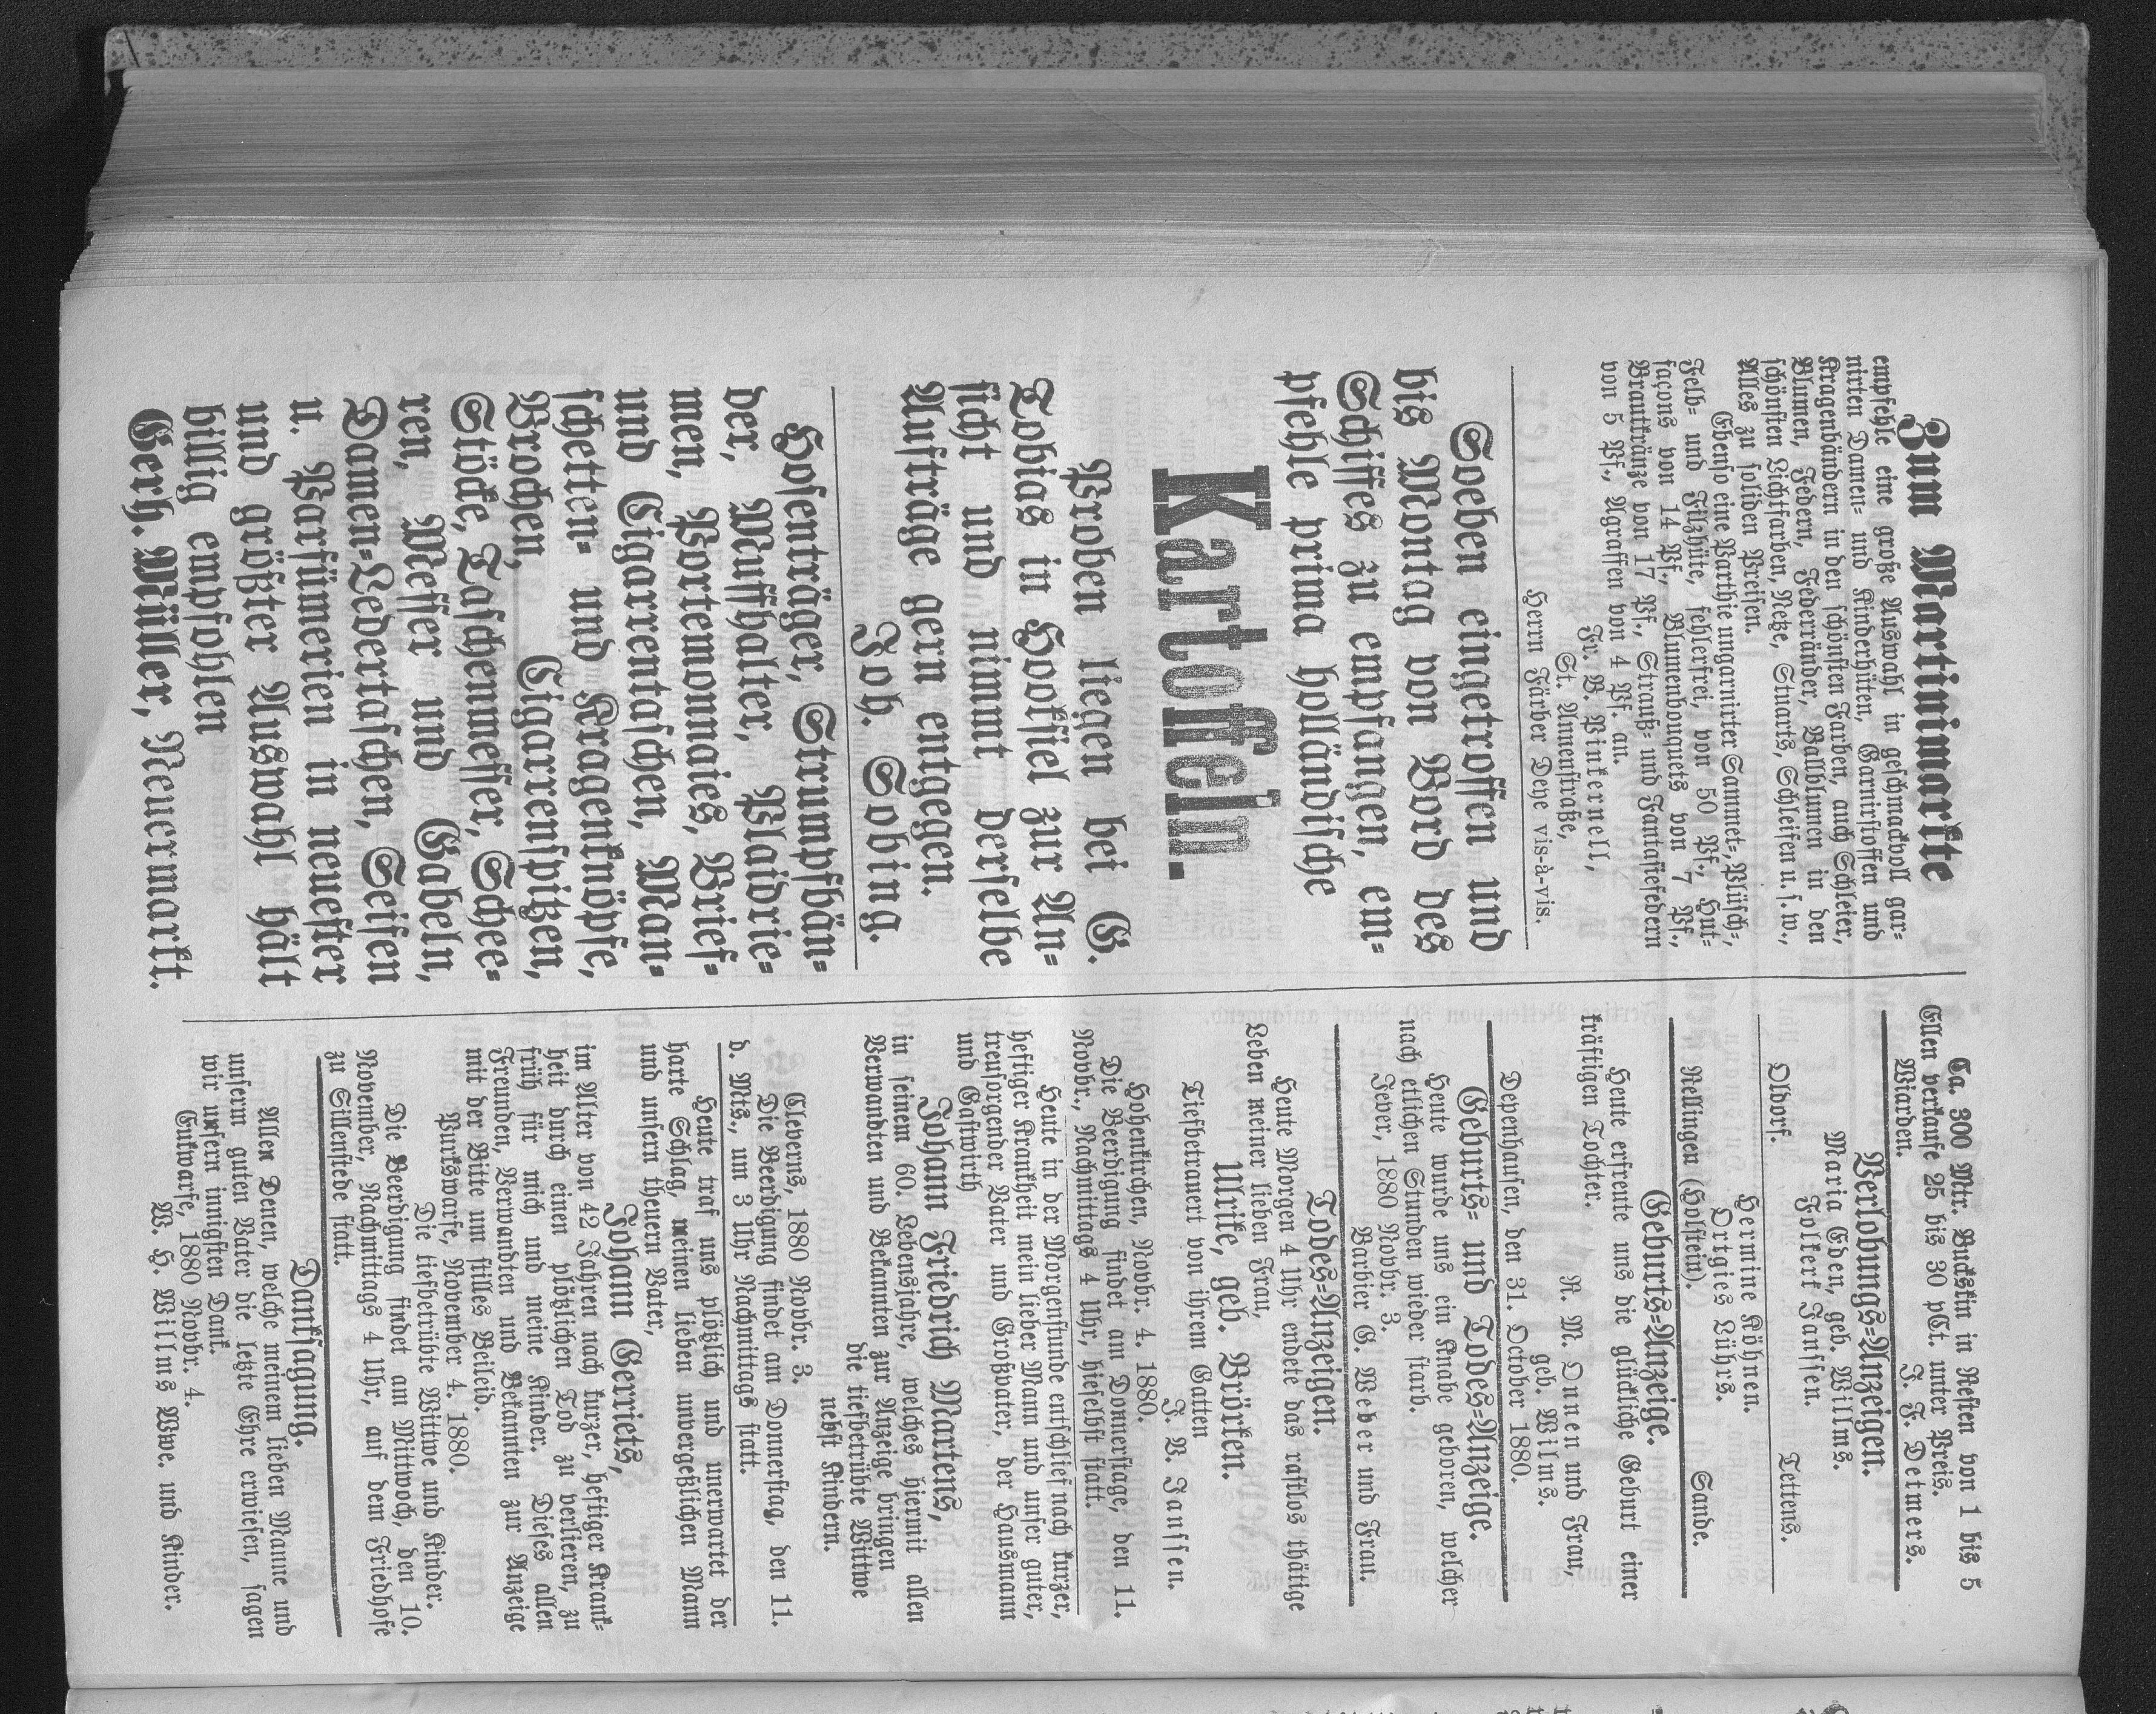 Zum Martinimarkte
empfehle eine große Auswahl in geschmackvoll gar-
nirten Damen- und Kinderhüten, Garnirstoffen und
Kragenbändern in den schönsten Farben, auch Schleier,
Blumen, Federn, Federränder, Ballblumen in den
schönsten Lichtfarben, Netze, Stuarts, Schleifen u. s. w.,
Alles zu soliden Preisen.
Ebenso eine Parthie ungarnirter Sammet-, Plüsch-,
Felb- und Filzhüte, fehlerfrei, von 50 Pf., Hut-
façons von 14 Pf., Blumenbouquets von 7 Pf.,
Brautkränze von 17 Pf., Strauß- und Fantasiefedern
von 5 Pf., Agraffen von 4 Pf. an.
Fr. B. Pinkernell,
St. Annenstraße,
Herrn Färber Deye vis-à-vis.
Soeben eingetroffen und
bis Montag von Bord des
Schiffes zu empfangen, em-
pfehle prima holländische
Kartoffeln.
Proben liegen bei G.
Tobias in Hooksiel zur An-
sicht und nimmt derselbe
Aufträge gern entgegen.
Joh. Sobing.
Hosenträger, Strumpfbän-
der, Muffhalter, Plaidrie-
men, Portemonnaies, Brief-
und Cigarrentaschen, Man-
schetten- und Kragenknöpfe,
Brochen, Cigarrenspitzen,
Stöcke, Taschenmesser, Schee-
ren, Messer und Gabeln,
Damen-Ledertaschen, Seifen
u. Parfümerien in neuester
und größter Auswahl hält
billig empfohlen
Gerh. Müller, Neuermarkt.
Ca. 300 Mtr. Buckskin in Resten von 1 bis 5
Ellen verkaufe 25 bis 30 pCt. unter Preis.
Wiarden. J. F. Detmers.
Verlobungs-Anzeigen.
Maria Eden, geb. Willms.
Folkert Janssen.
Oldorf. Tettens.
Hermine Köhnen.
Ortgies Lührs.
Rellingen (Holstein). Sande.
Geburts-Anzeige.
Heute erfreute uns die glückliche Geburt einer
kräftigen Tochter.
R. M. Onnen und Frau
geb. Wilms.
Depenhausen, den 31. October 1880.
Geburts- und Todes-Anzeige.
Heute wurde uns ein Knabe geboren, welcher
nach etlichen Stunden wieder starb.
Jever, 1880 Novbr. 3.
Barbier G. Weber und Frau.
Todes-Anzeigen.
Heute Morgen 4 Uhr endete das rastlos thätige
Leben meiner lieben Frau,
Ulrike, geb. Brörken.
Tiefbetrauert von ihrem Gatten
J. B. Janssen.
Hohenkirchen, Novbr. 4. 1880.
Die Beerdigung findet am Donnerstage, den 11.
Novbr., Nachmittags 4 Uhr, hieselbst statt.
Heute in der Morgenstunde entschlief nach kurzer,
heftiger Krankheit mein lieber Mann und unser guter,
treusorgender Vater und Großvater, der Hausmann
und Gastwirth
Johann Friedrich Martens,
in seinem 60. Lebensjahre, welches hiermit allen
Verwandten und Bekannten zur Anzeige bringen
die tiefbetrübte Wittwe
nebst Kindern.
Cleverns, 1880 Novbr. 3.
Die Beerdigung findet am Donnerstag, den 11.
d. Mts., um 3 Uhr Nachmittags statt.
Heute traf uns plötzlich und unerwartet der
harte Schlag, meinen lieben unvergeßlichen Mann
und unsern theuern Vater,
Johann Gerriets,
im Alter von 42 Jahren nach kurzer, heftiger Krank-
heit durch einen plötzlichen Tod zu verlieren, zu
früh für mich und meine Kinder. Dieses allen
Freunden, Verwandten und Bekannten zur Anzeige
mit der Bitte um stilles Beileid.
Purkswarfe, November 4. 1880.
Die tiefbetrübte Wittwe und Kinder.
Die Beerdigung findet am Mittwoch, den 10.
November, Nachmittags 4 Uhr, auf dem Friedhofe
zu Sillenstede statt.
Danksagung.
Allen Denen, welche meinem lieben Manne und
unserm guten Vater die letzte Ehre erwiesen, sagen
wir unsern innigsten Dank.
Eukwarfe, 1880 Novbr. 4.
W. H. Willms Wwe. und Kinder.